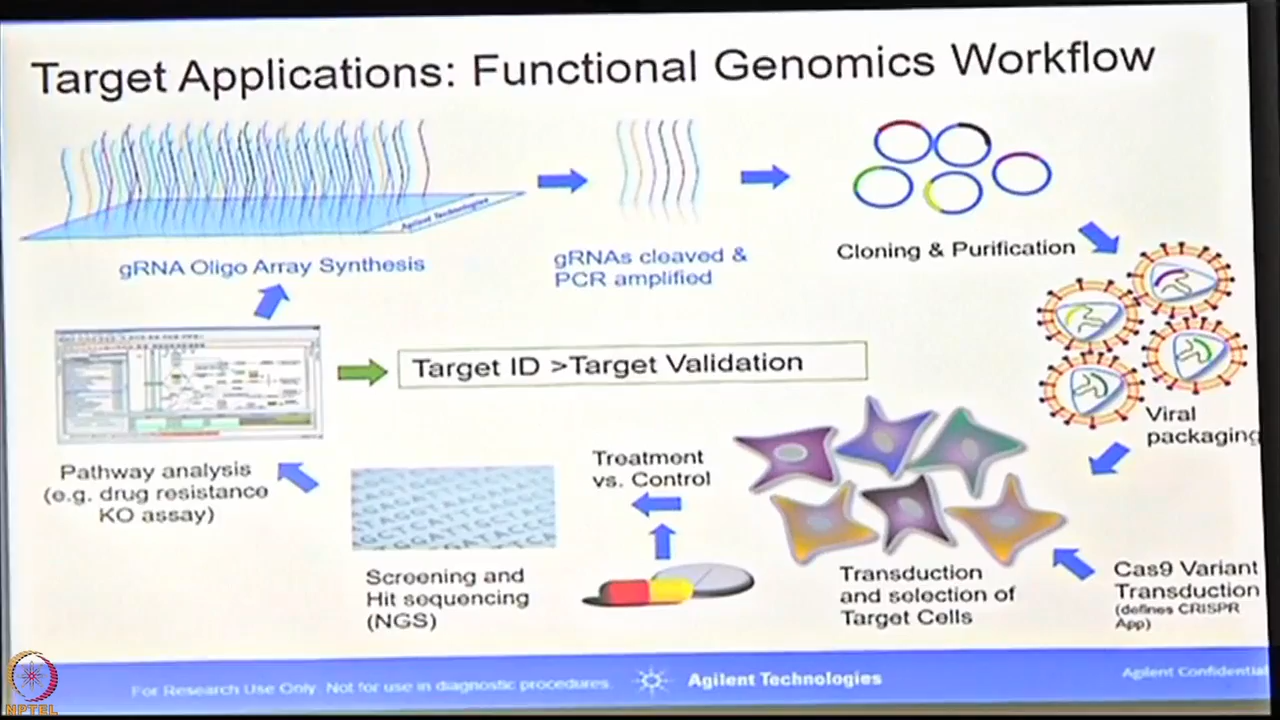 Target Applications: Functional Genomics Workflow
Agilent Technologies
gRNA Oligo Array Synthesis
gRNAs cleaved &
PCR amplified
Cloning & Purification
Viral
packaging
Target ID >Target Validation
Treatment
vs. Control
Pathway analysis
(e.g. drug resistance
KO assay)
Screening and
Hit sequencing
(NGS)
Transduction
and selection of
Target Cells
Cas9 Variant
Transduction
(defines CRISPR
App)
For Research Use Only. Not for use in diagnostic procedures.
Agilent Technologies
Agilent Confidential
NPTEL